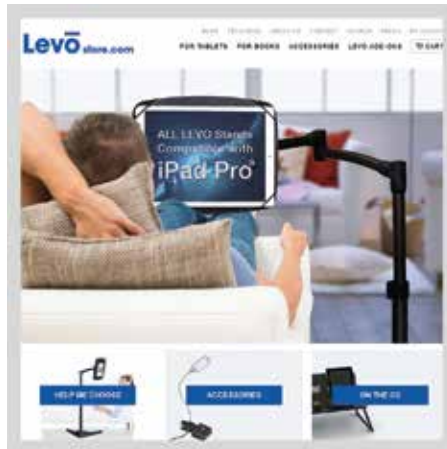 Levō store.com
FOR TABLETS FOR BOOKS ACCESSORIES LEVO ADD-ONS CART
ALL LEVO Stands
Compatible with
iPad Pro
HELP ME CHOOSE
ACCESSORIES
ON THE GO